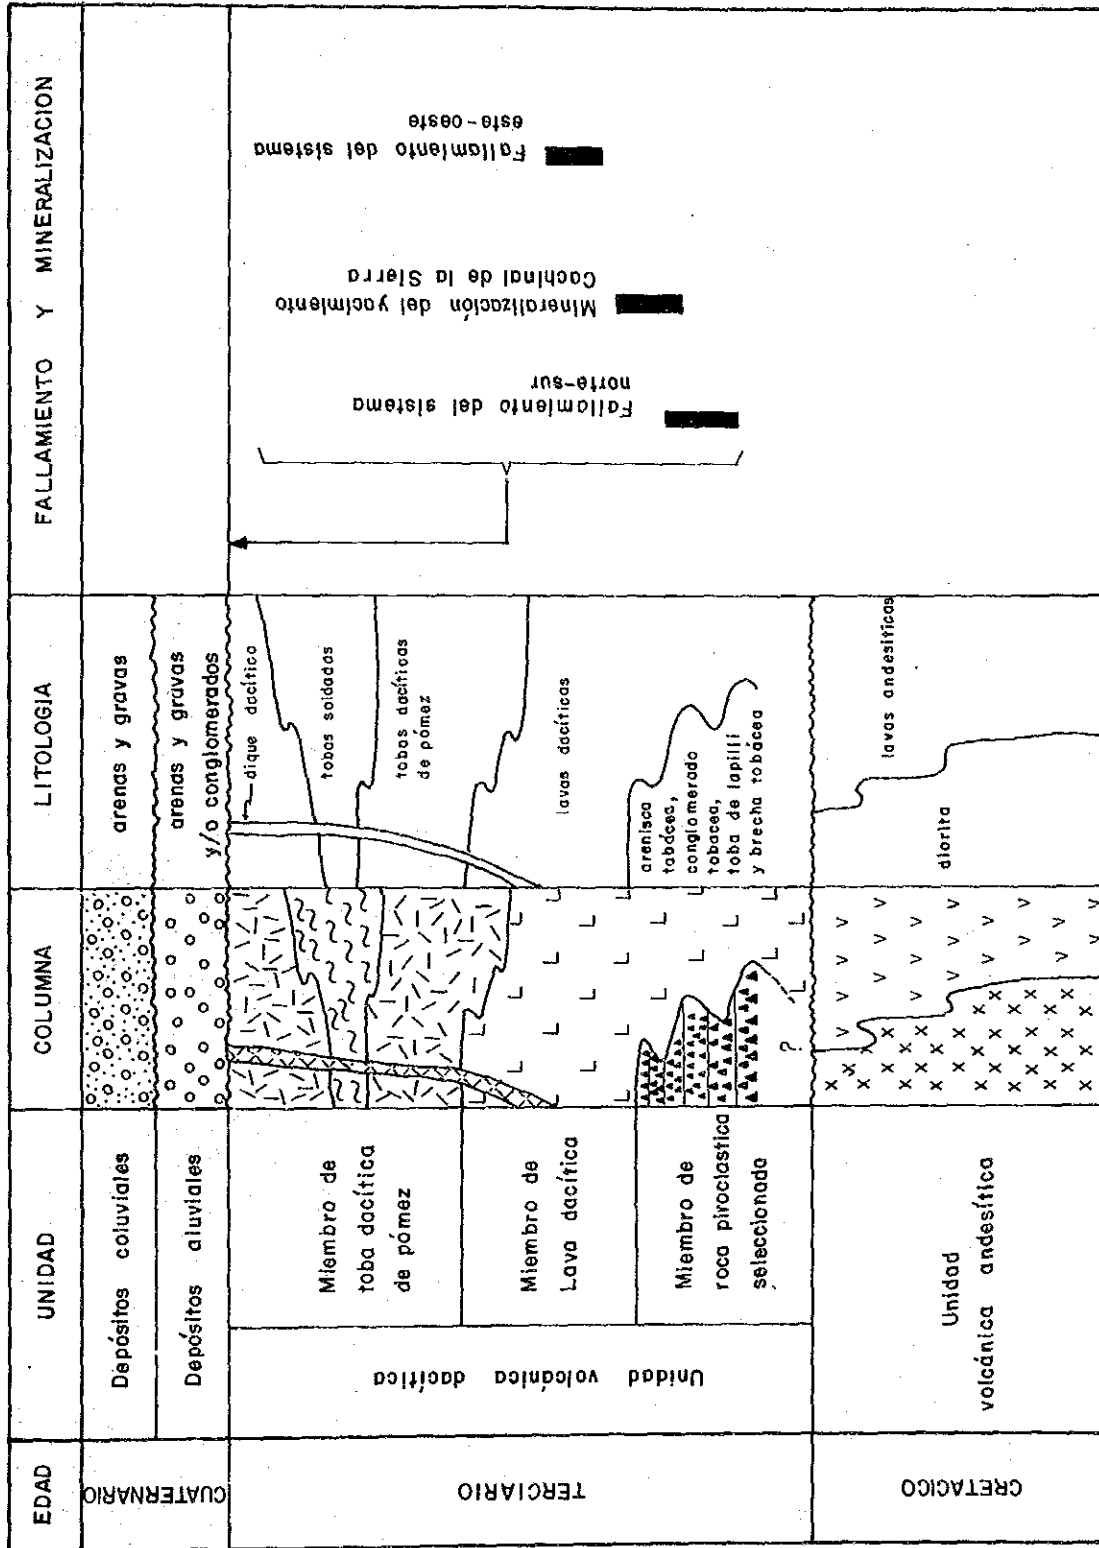 EDAD
UNIDAD
COLUMNA
LITOLOGIA
FALLAMIENTO Y MINERALIZACION
CUATERNARIO
Depósitos coluviales
arenas y gravas
Depósitos aluviales
arenas y gravas
y/o conglomerados
TERCIARIO
Unidad volcánica dacítica
Miembro de
toba dacítica
de pómez
dique dacítico
tobas soldadas
tobas dacíticas
de pómez
Miembro de
Lava dacítica
lavas dacíticas
Miembro de
roca piroclastica
seleccionada
?
arenisca
tobácea,
conglomerado
tobacea,
toba de lapilli
y brecha tobácea
Fallamiento del sistema
norte-sur
Mineralización del yacimiento
Cachinal de la Sierra
Fallamiento del sistema
este-oeste
CRETACICO
Unidad
volcánica andesítica
diorita
lavas andesíticas